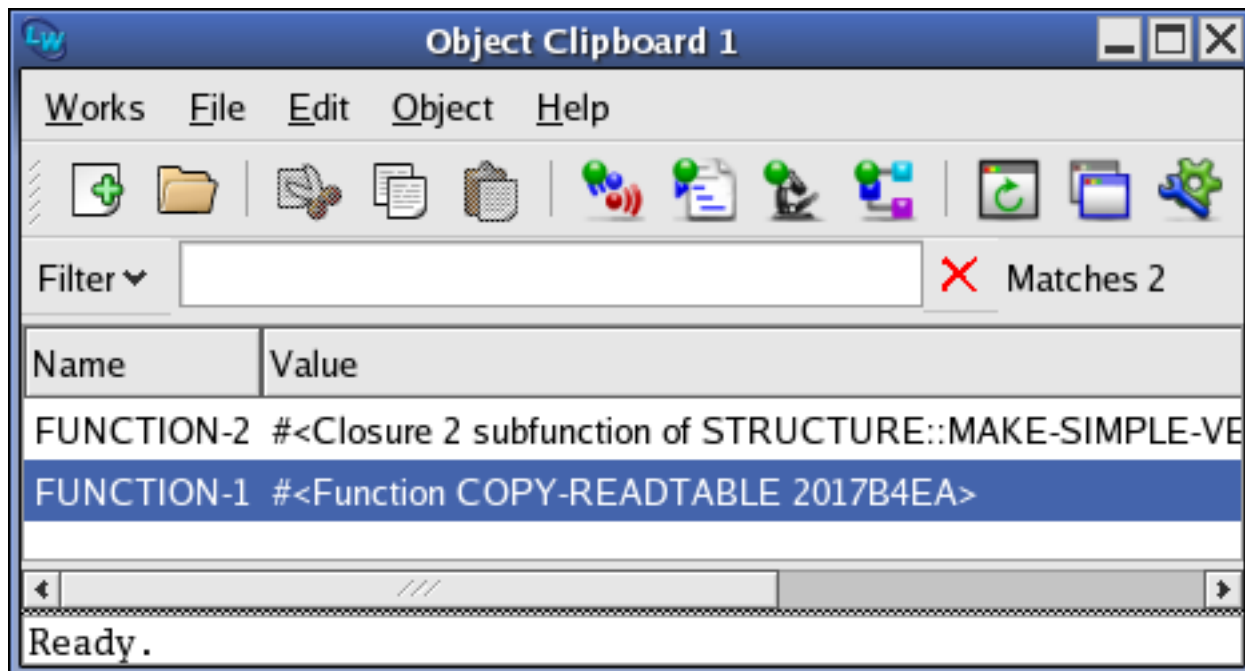 LW Object Clipboard 1
Works File Edit Object Help
Filter Matches 2
Name Value
FUNCTION-2 #<Closure 2 subfunction of STRUCTURE::MAKE-SIMPLE-VE
FUNCTION-1 #<Function COPY-READTABLE 2017B4EA>
Ready.